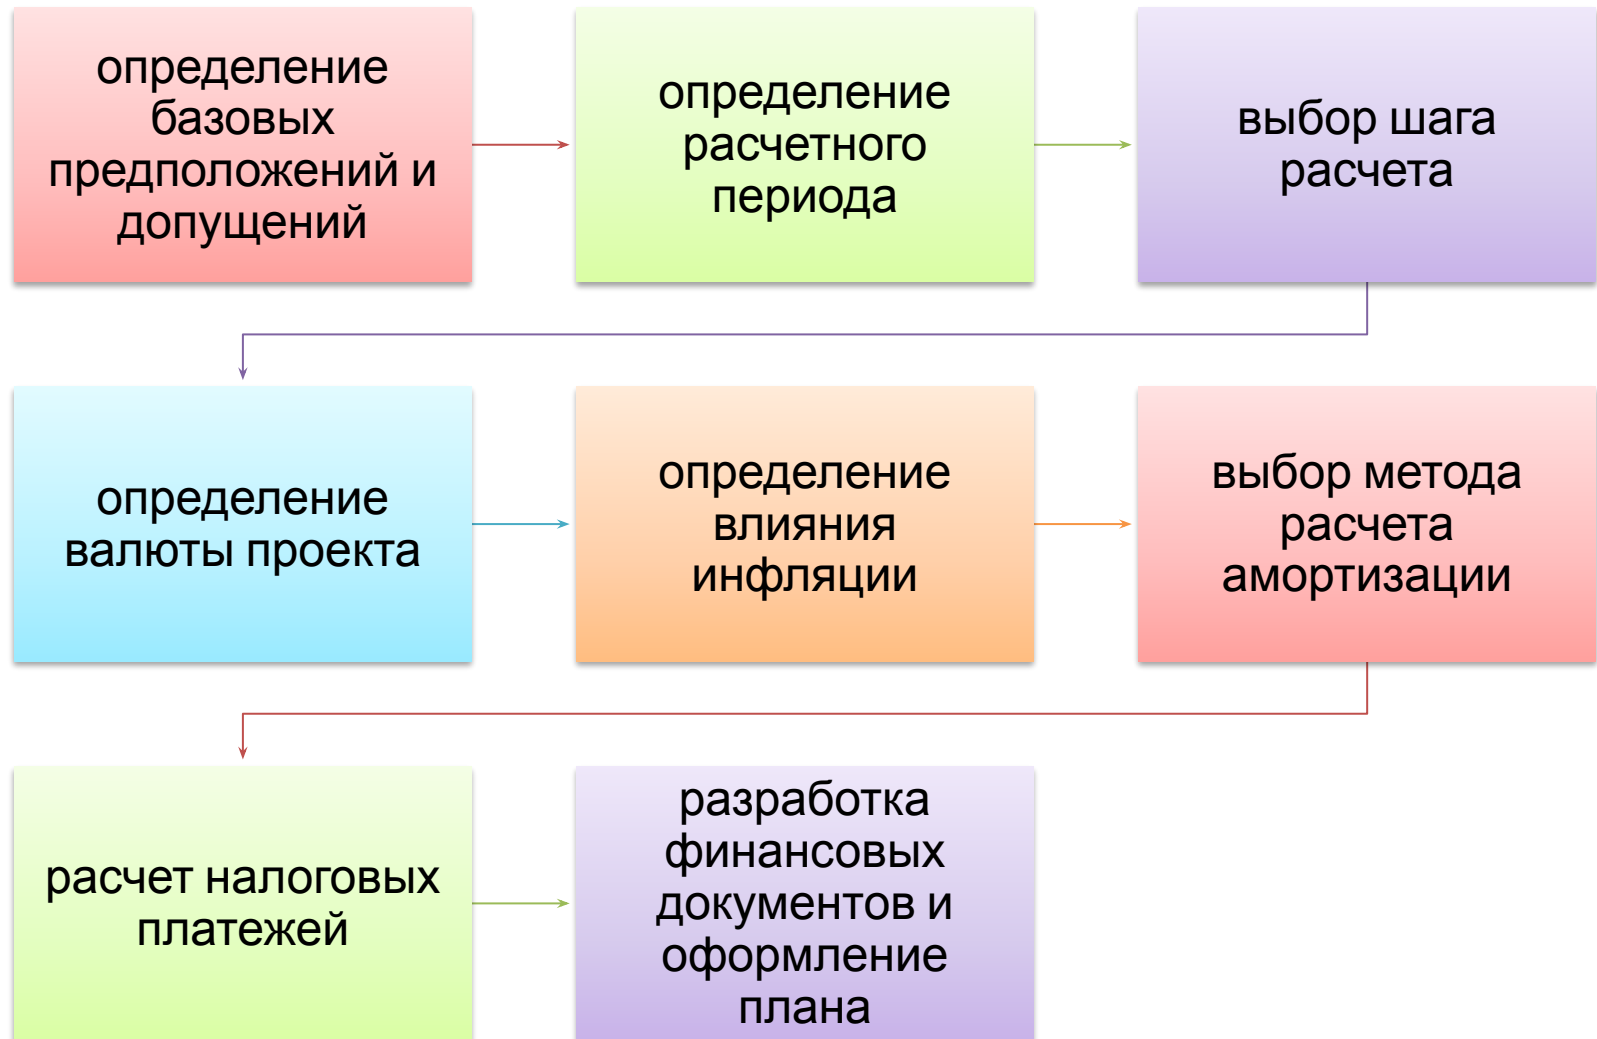 определение
базовых
предположений и
допущений
определение
расчетного
периода
выбор шага
расчета
определение
валюты проекта
определение
влияния
инфляции
выбор метода
расчета
амортизации
расчет налоговых
платежей
разработка
финансовых
документов и
оформление
плана